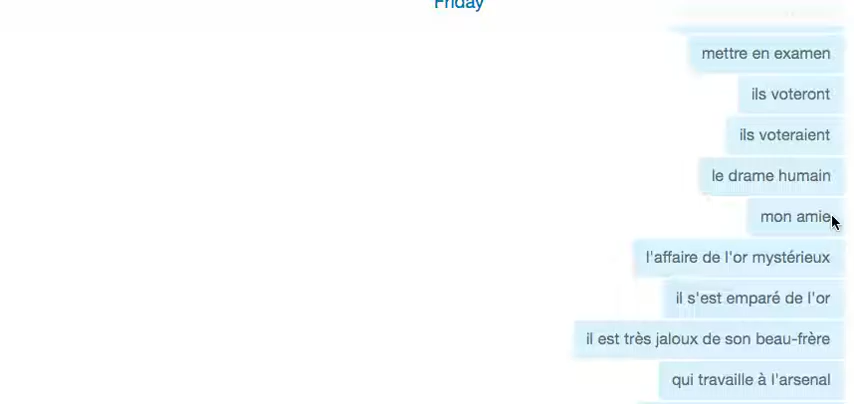 Friday
mettre en examen
ils voteront
ils voteraient
le drame humain
mon amie
l'affaire de l'or mystérieux
il s'est emparé de l'or
il est très jaloux de son beau-frère
qui travaille à l'arsenal